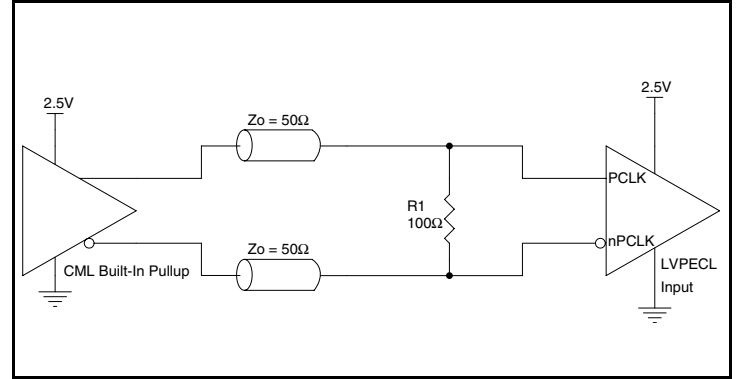 2.5V
2.5V
Zo = 50Ω
PCLK
R1
100Ω
nPCLK
Zo = 50Ω
CML Built-In Pullup
LVPECL
Input